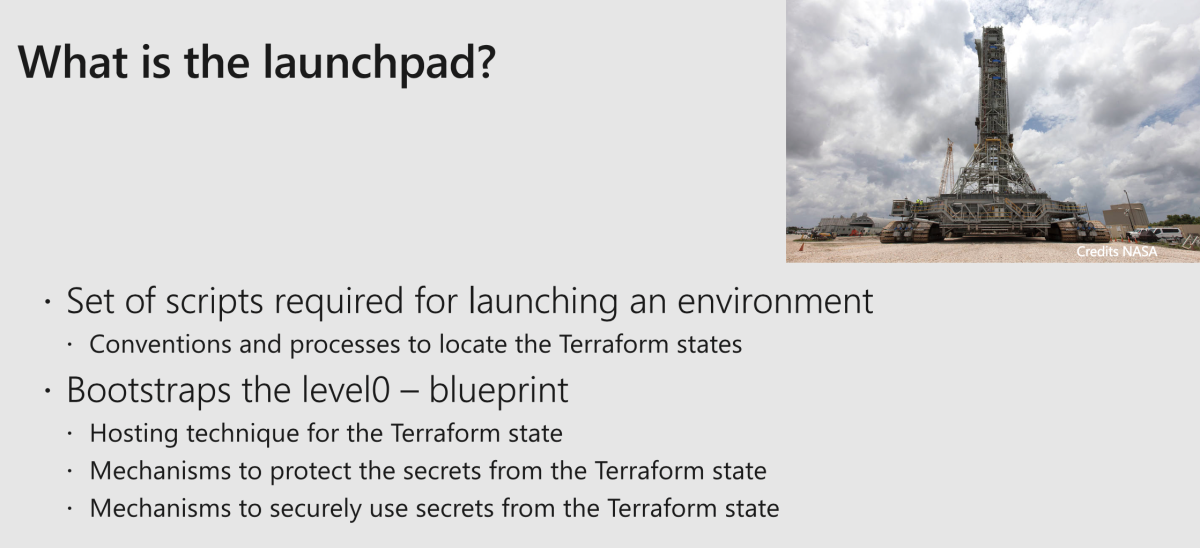 What is the launchpad?
Credits NASA
· Set of scripts required for launching an environment
· Conventions and processes to locate the Terraform states
· Bootstraps the level0 – blueprint
· Hosting technique for the Terraform state
· Mechanisms to protect the secrets from the Terraform state
· Mechanisms to securely use secrets from the Terraform state